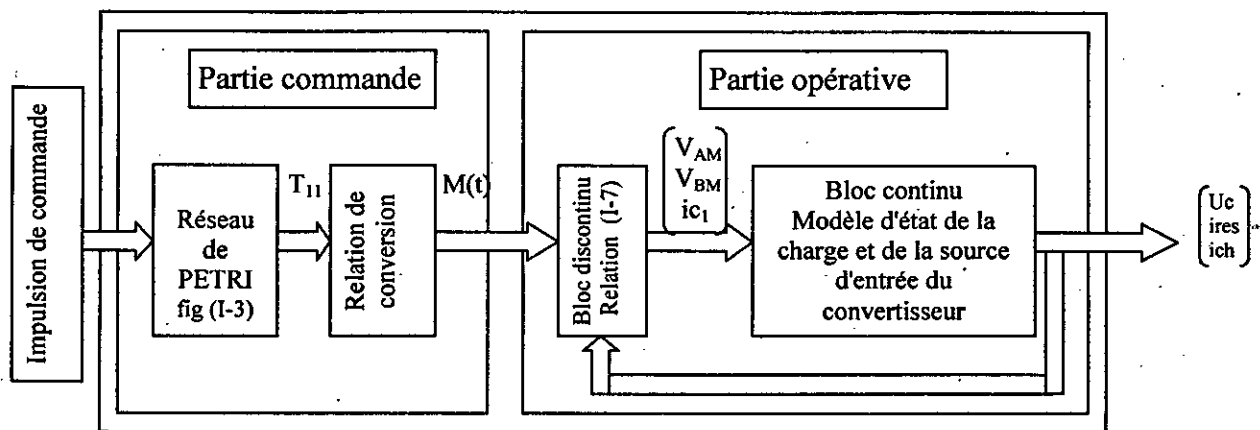 Impulsion de commande
Partie commande
Réseau
de
PETRI
fig (I-3)
T₁₁
Relation de
conversion
M(t)
Partie opérative
Bloc discontinu
Relation (I-7)
V_AM
V_BM
ic₁
Bloc continu
Modèle d'état de la
charge et de la source
d'entrée du
convertisseur
Uc
ires
ich